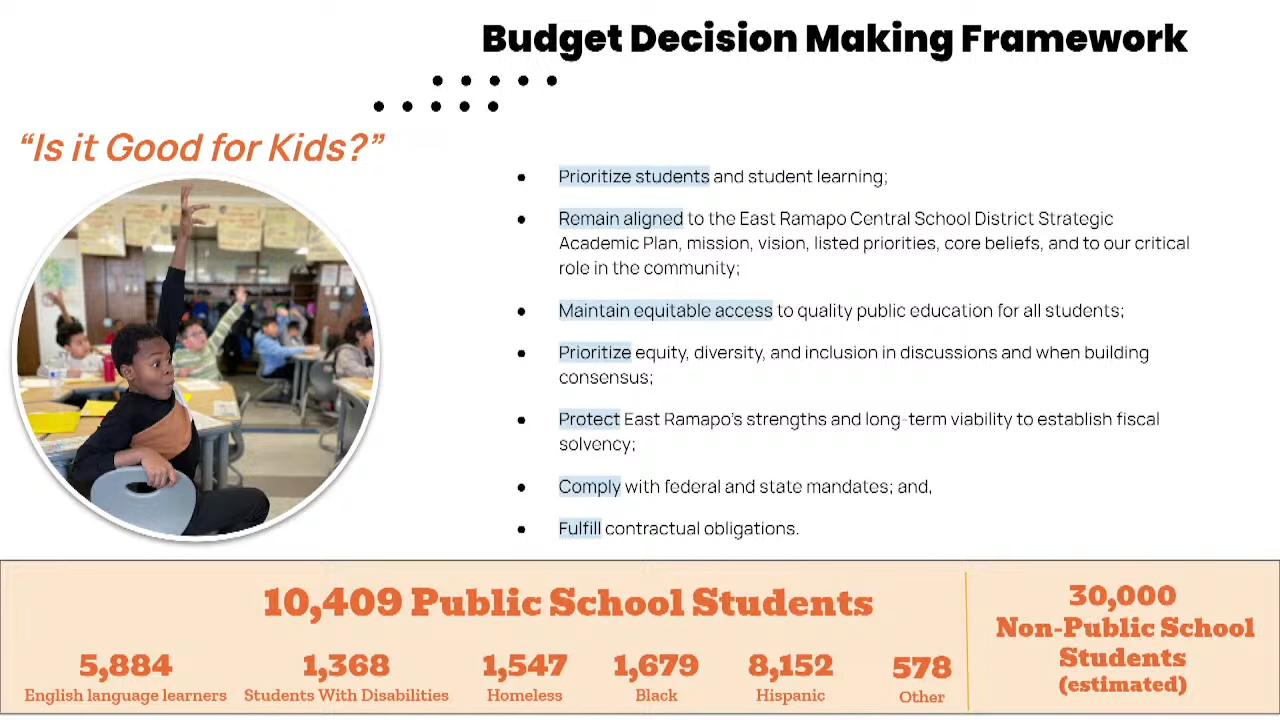 Budget Decision Making Framework
“Is it Good for Kids?”
● Prioritize students and student learning;
● Remain aligned to the East Ramapo Central School District Strategic
Academic Plan, mission, vision, listed priorities, core beliefs, and to our critical
role in the community;
● Maintain equitable access to quality public education for all students;
● Prioritize equity, diversity, and inclusion in discussions and when building
consensus;
● Protect East Ramapo’s strengths and long-term viability to establish fiscal
solvency;
● Comply with federal and state mandates; and,
● Fulfill contractual obligations.
10,409 Public School Students
5,884
English language learners
1,368
Students With Disabilities
1,547
Homeless
1,679
Black
8,152
Hispanic
578
Other
30,000
Non-Public School
Students
(estimated)